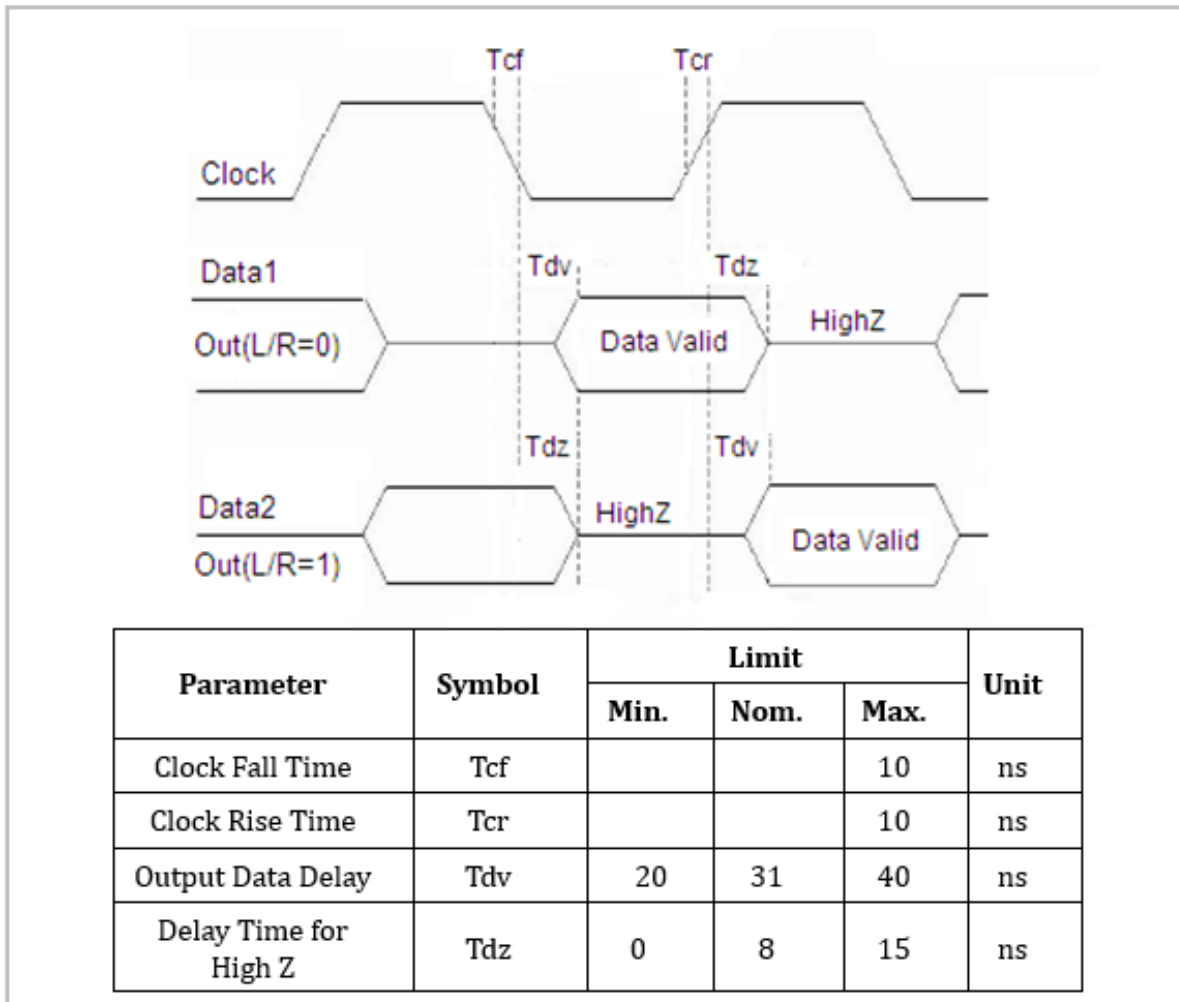 Tcf Tcr
Clock
Data1 Tdv Tdz
Out(L/R=0) Data Valid HighZ
Tdz Tdv
Data2 HighZ
Out(L/R=1) Data Valid
Parameter Symbol Limit Unit
Min. Nom. Max.
Clock Fall Time Tcf 10 ns
Clock Rise Time Tcr 10 ns
Output Data Delay Tdv 20 31 40 ns
Delay Time for
High Z Tdz 0 8 15 ns